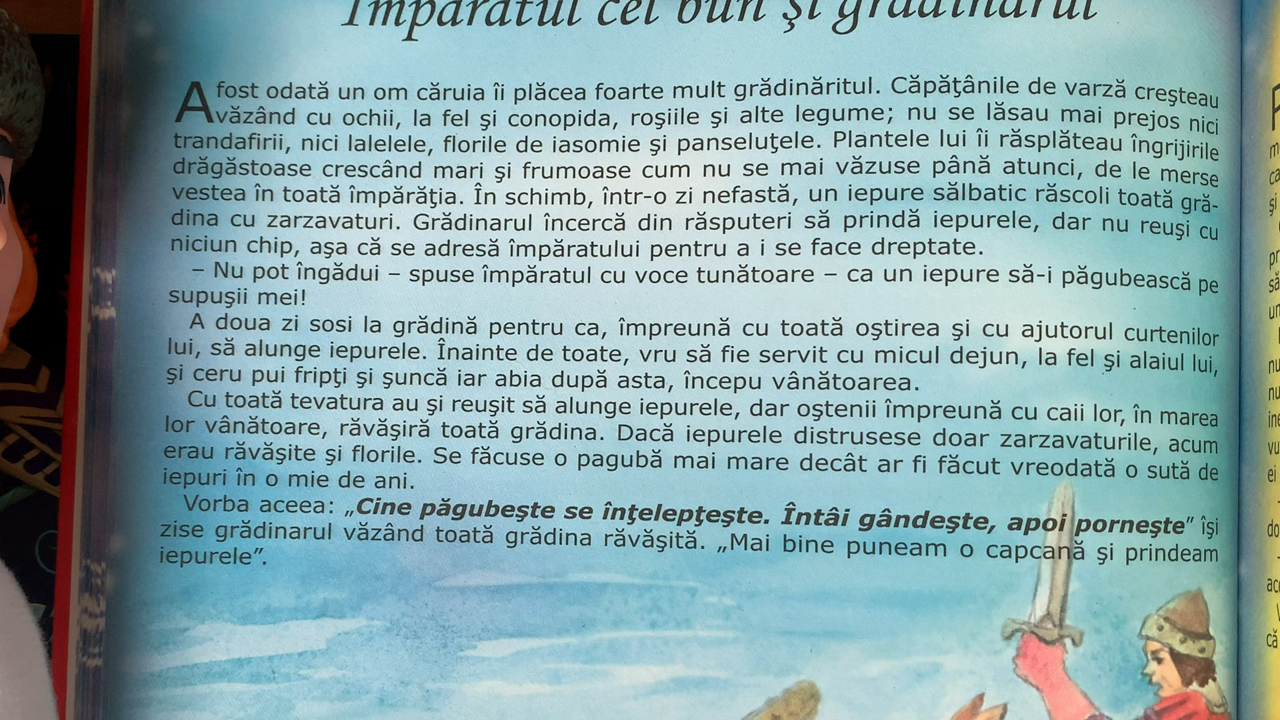 Împăratul cel bun şi grădinarul
A fost odată un om căruia îi plăcea foarte mult grădinăritul. Căpăţânile de varză creşteau
văzând cu ochii, la fel şi conopida, roşiile şi alte legume; nu se lăsau mai prejos nici
trandafirii, nici lalelele, florile de iasomie şi panseluţele. Plantele lui îi răsplăteau îngrijirile
drăgăstoase crescând mari şi frumoase cum nu se mai văzuse până atunci, de le merse
vestea în toată împărăţia. În schimb, într-o zi nefastă, un iepure sălbatic răscoli toată gră-
dina cu zarzavaturi. Grădinarul încercă din răsputeri să prindă iepurele, dar nu reuşi cu
niciun chip, aşa că se adresă împăratului pentru a i se face dreptate.
– Nu pot îngădui – spuse împăratul cu voce tunătoare – ca un iepure să-i păgubească pe
supuşii mei!
A doua zi sosi la grădină pentru ca, împreună cu toată oştirea şi cu ajutorul curtenilor
lui, să alunge iepurele. Înainte de toate, vru să fie servit cu micul dejun, la fel şi alaiul lui,
şi ceru pui fripţi şi şuncă iar abia după asta, începu vânătoarea.
Cu toată tevatura au şi reuşit să alunge iepurele, dar oştenii împreună cu caii lor, în marea
lor vânătoare, răvăşiră toată grădina. Dacă iepurele distrusese doar zarzavaturile, acum
erau răvăşite şi florile. Se făcuse o pagubă mai mare decât ar fi făcut vreodată o sută de
iepuri în o mie de ani.
Vorba aceea: „Cine păgubeşte se înţelepţeşte. Întâi gândeşte, apoi porneşte” îşi
zise grădinarul văzând toată grădina răvăşită. „Mai bine puneam o capcană şi prindeam
iepurele”.